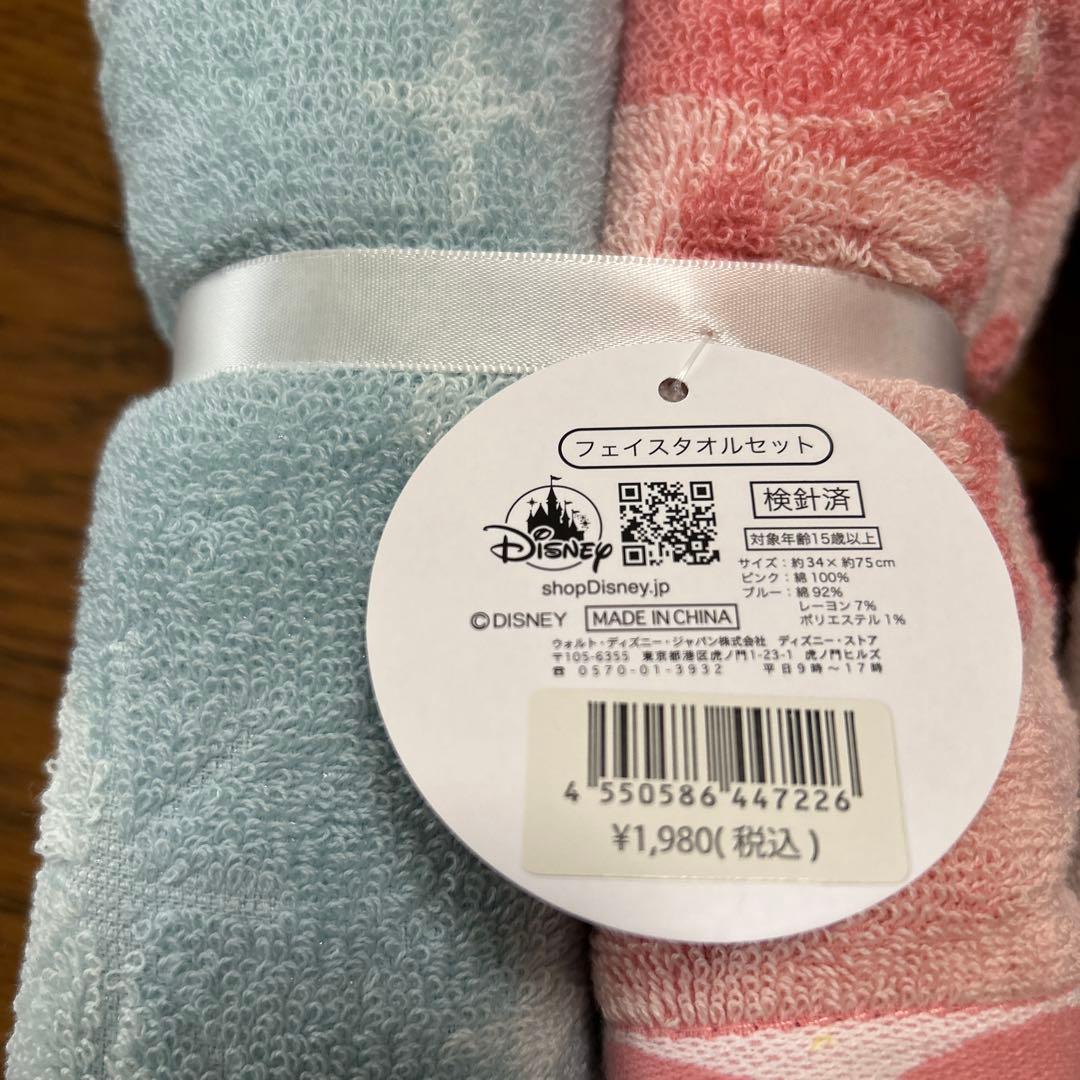 フェイスタオルセット
Disney
検針済
対象年齢15歳以上
shopDisney.jp
サイズ：約34×約75cm
ピンク：綿100%
ブルー：綿92%
レーヨン7%
ポリエステル1%
©DISNEY MADE IN CHINA
ウォルト・ディズニー・ジャパン株式会社 ディズニー・ストア
〒105-6355 東京都港区虎ノ門1-23-1 虎ノ門ヒルズ
☎ 0570-01-3932 平日9時～17時
4 550586 447226
¥1,980(税込)